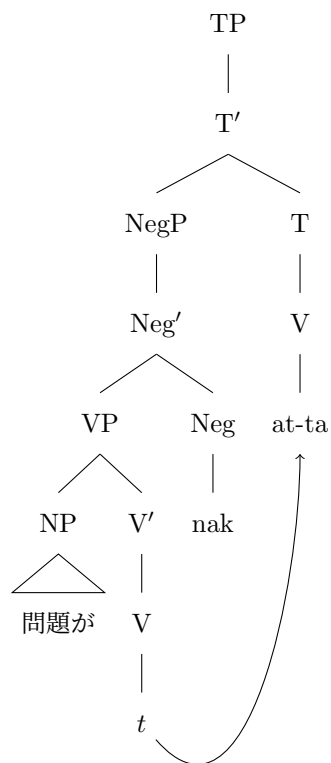 TP
T′
NegP T
Neg′ V
VP Neg at-ta
NP V′ nak
問題が V
t